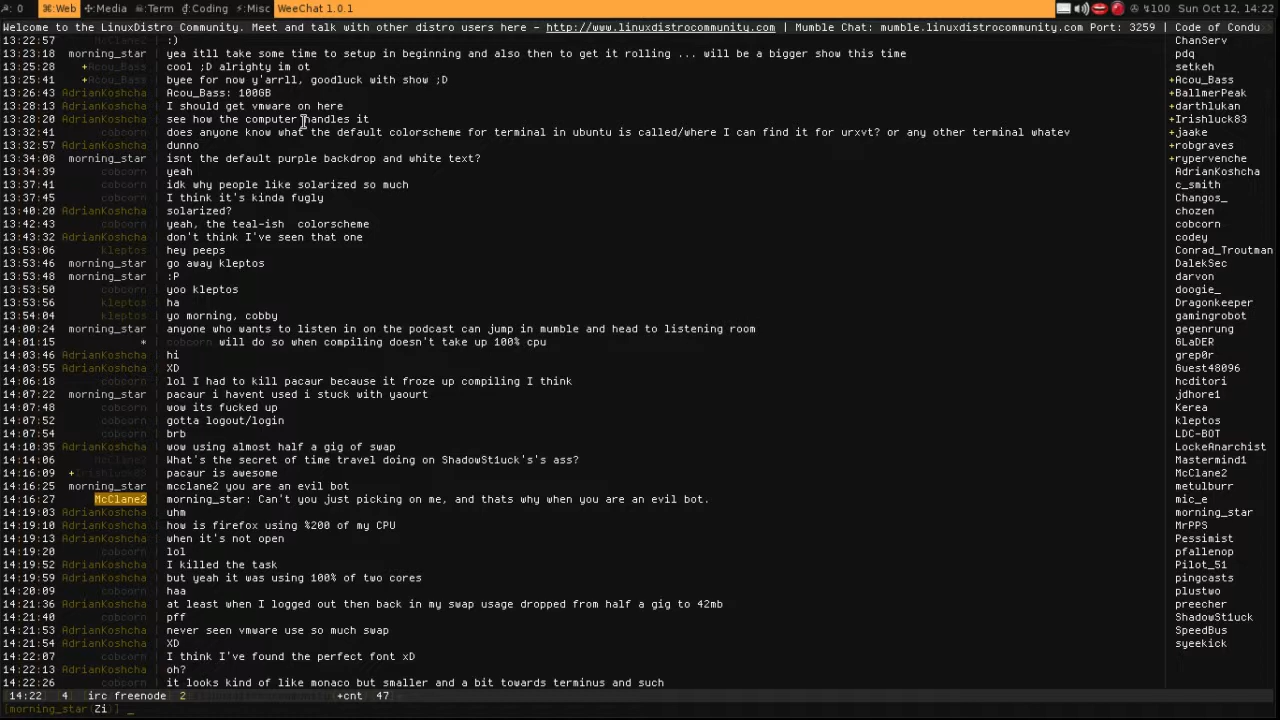 : 0 ⌘:Web :Media :Term :Coding :Misc WeeChat 1.0.1 %100 Sun Oct 12, 14:22
Welcome to the LinuxDistro Community. Meet and talk with other distro users here - http://www.linuxdistrocommunity.com | Mumble Chat: mumble.linuxdistrocommunity.com Port: 3259 | Code of Condu
13:22:57 McClane2 | :)
13:23:18 morning_star | yea itll take some time to setup in beginning and also then to get it rolling ... will be a bigger show this time
13:25:28 +Acou_Bass | cool ;D alrighty im ot
13:25:41 +Acou_Bass | byee for now y'arrll, goodluck with show ;D
13:26:43 AdrianKoshcha | Acou_Bass: 100GB
13:28:13 AdrianKoshcha | I should get vmware on here
13:28:20 AdrianKoshcha | see how the computer handles it
13:32:41 cobcorn | does anyone know what the default colorscheme for terminal in ubuntu is called/where I can find it for urxvt? or any other terminal whatev
13:32:57 AdrianKoshcha | dunno
13:34:08 morning_star | isnt the default purple backdrop and white text?
13:34:39 cobcorn | yeah
13:37:41 cobcorn | idk why people like solarized so much
13:37:45 cobcorn | I think it's kinda fugly
13:40:20 AdrianKoshcha | solarized?
13:42:43 cobcorn | yeah, the teal-ish  colorscheme
13:43:32 AdrianKoshcha | don't think I've seen that one
13:53:06 kleptos | hey peeps
13:53:46 morning_star | go away kleptos
13:53:48 morning_star | :P
13:53:50 cobcorn | yoo kleptos
13:53:56 kleptos | ha
13:54:04 kleptos | yo morning, cobby
14:00:24 morning_star | anyone who wants to listen in on the podcast can jump in mumble and head to listening room
14:01:15 * | cobcorn will do so when compiling doesn't take up 100% cpu
14:03:46 AdrianKoshcha | hi
14:03:55 AdrianKoshcha | XD
14:06:18 cobcorn | lol I had to kill pacaur because it froze up compiling I think
14:07:22 morning_star | pacaur i havent used i stuck with yaourt
14:07:48 cobcorn | wow its fucked up
14:07:52 cobcorn | gotta logout/login
14:07:54 cobcorn | brb
14:10:35 AdrianKoshcha | wow using almost half a gig of swap
14:14:06 McClane2 | What's the secret of time travel doing on ShadowSt1uck's's ass?
14:16:09 +Irishluck83 | pacaur is awesome
14:16:25 morning_star | mcclane2 you are an evil bot
14:16:27 McClane2 | morning_star: Can't you just picking on me, and thats why when you are an evil bot.
14:19:03 AdrianKoshcha | uhm
14:19:10 AdrianKoshcha | how is firefox using %200 of my CPU
14:19:13 AdrianKoshcha | when it's not open
14:19:20 cobcorn | lol
14:19:52 AdrianKoshcha | I killed the task
14:19:59 AdrianKoshcha | but yeah it was using 100% of two cores
14:20:09 cobcorn | haa
14:21:36 AdrianKoshcha | at least when I logged out then back in my swap usage dropped from half a gig to 42mb
14:21:40 cobcorn | pff
14:21:53 AdrianKoshcha | never seen vmware use so much swap
14:21:54 AdrianKoshcha | XD
14:22:07 cobcorn | I think I've found the perfect font xD
14:22:13 AdrianKoshcha | oh?
14:22:26 cobcorn | it looks kind of like monaco but smaller and a bit towards terminus and such
ChanServ
pdq
setkeh
+Acou_Bass
+BallmerPeak
+darthlukan
+Irishluck83
+jaake
+robgraves
+rypervenche
AdrianKoshcha
c_smith
Changos_
chozen
cobcorn
codey
Conrad_Troutman
DalekSec
darvon
doogie_
Dragonkeeper
gamingrobot
gegenrung
GLaDER
grep0r
Guest48096
hcditori
jdhore1
Kerea
kleptos
LDC-BOT
LockeAnarchist
Mastermind1
McClane2
metulburr
mic_e
morning_star
MrPPS
Pessimist
pfallenop
Pilot_51
pingcasts
plustwo
preecher
ShadowSt1uck
SpeedBus
syeekick
14:22 4 irc freenode 2 (+cnt) 47
[morning_star(Zi)] _